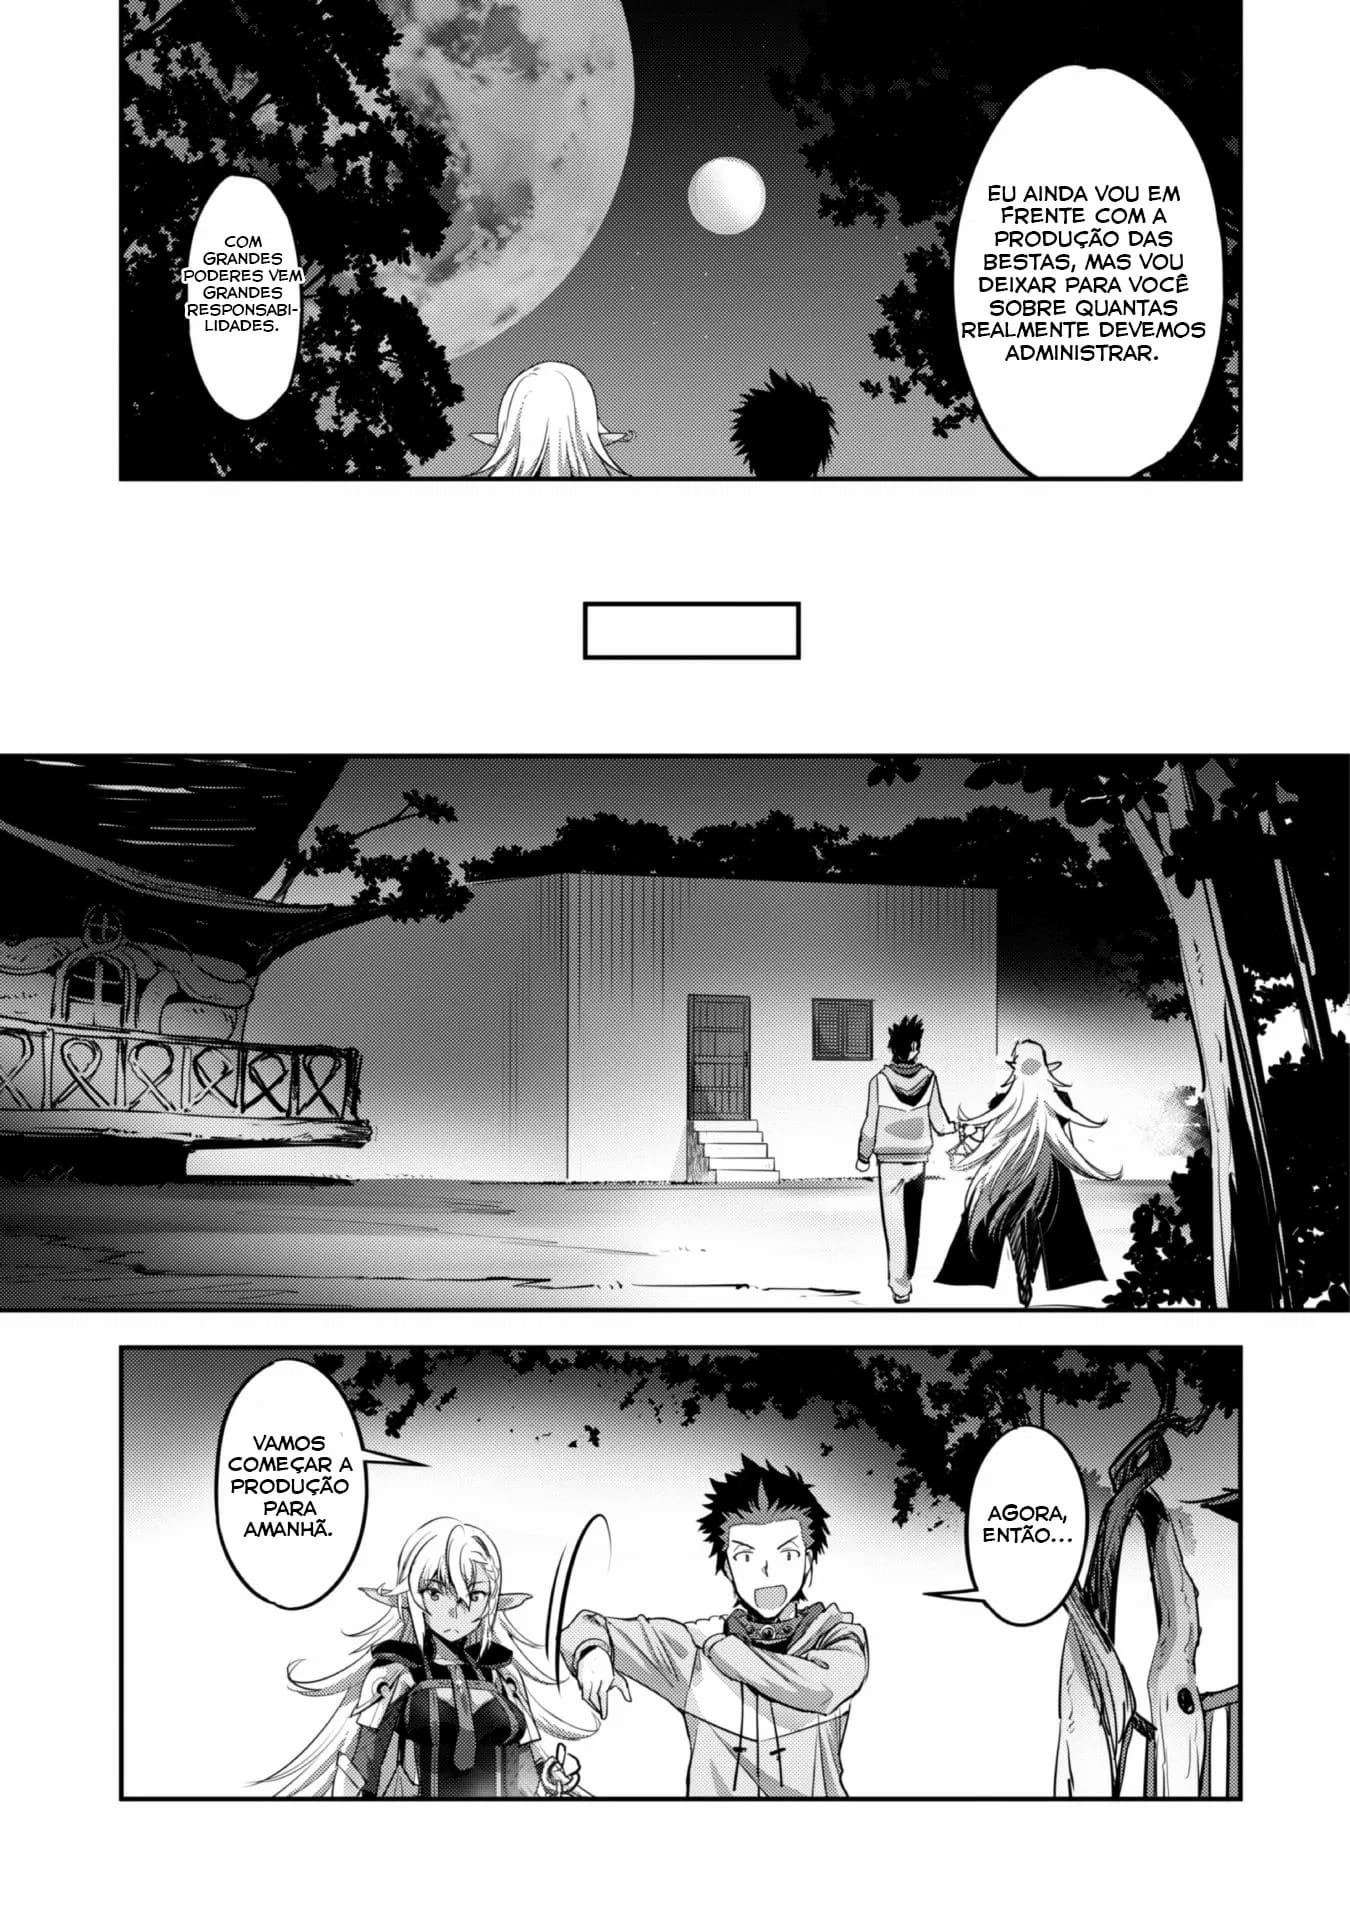 EU AINDA VOU EM
FRENTE COM A
PRODUÇÃO DAS
BESTAS, MAS VOU
DEIXAR PARA VOCÊ
SOBRE QUANTAS
REALMENTE DEVEMOS
ADMINISTRAR.
COM
GRANDES
PODERES VEM
GRANDES
RESPONSABI-
LIDADES.
AGORA,
ENTÃO...
VAMOS
COMEÇAR A
PRODUÇÃO
PARA
AMANHÃ.